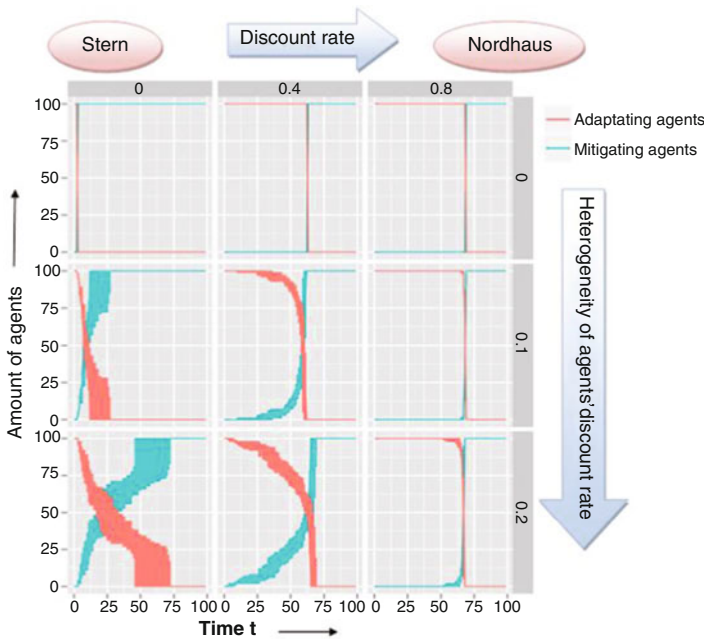 Stern
Discount rate
Nordhaus
0 0.4 0.8
Adaptating agents
Mitigating agents
Amount of agents
100
75
50
25
0
0
100
75
50
25
0
0.1
100
75
50
25
0
0.2
Heterogeneity of agents'discount rate
0 25 50 75 100 0 25 50 75 100 0 25 50 75 100
Time t